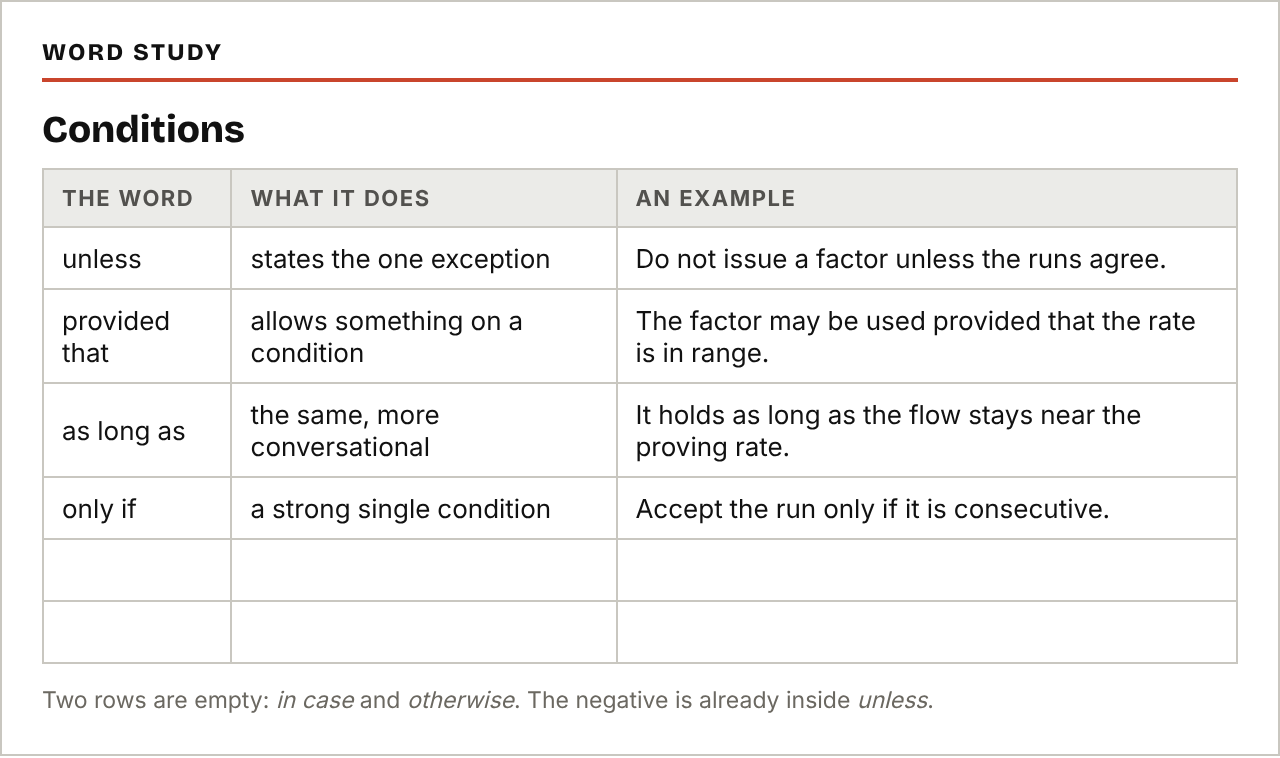 WORD STUDY
Conditions
THE WORD WHAT IT DOES AN EXAMPLE
unless states the one exception Do not issue a factor unless the runs agree.
provided that allows something on a condition The factor may be used provided that the rate is in range.
as long as the same, more conversational It holds as long as the flow stays near the proving rate.
only if a strong single condition Accept the run only if it is consecutive.
Two rows are empty: in case and otherwise. The negative is already inside unless.